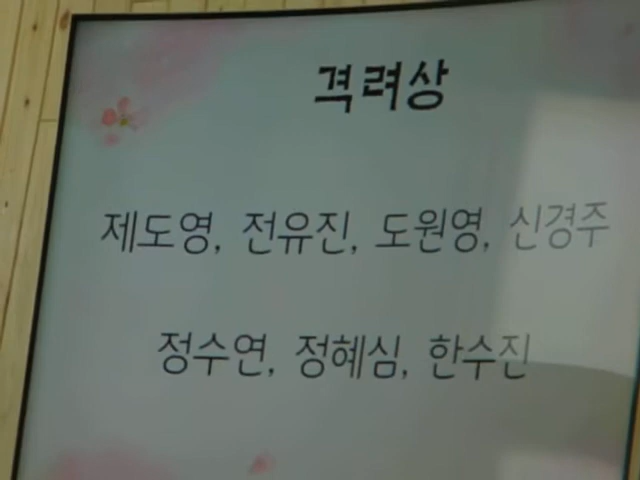 격려상
제도영, 전유진, 도원영, 신경주
정수연, 정혜심, 한수진